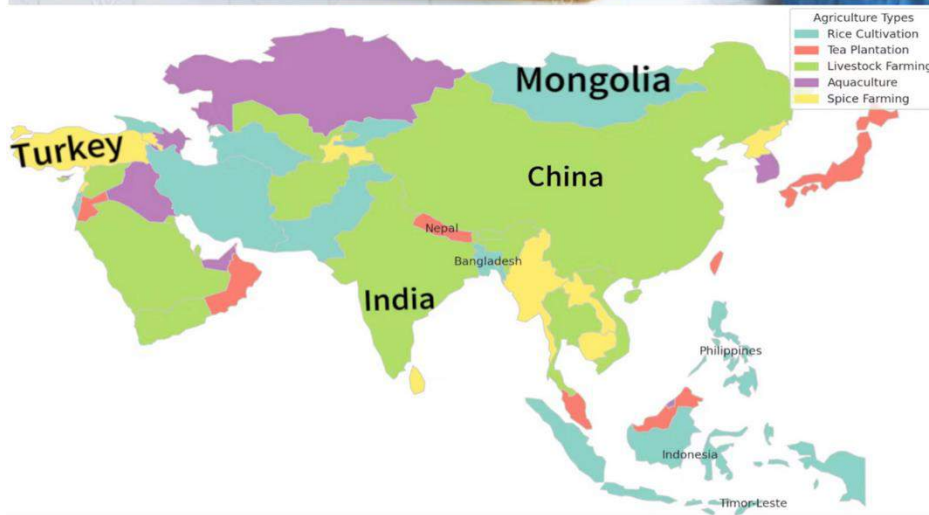 Agriculture Types
Rice Cultivation
Tea Plantation
Livestock Farming
Aquaculture
Spice Farming
Mongolia
Turkey
China
Nepal
Bangladesh
India
Philippines
Indonesia
Timor-Leste